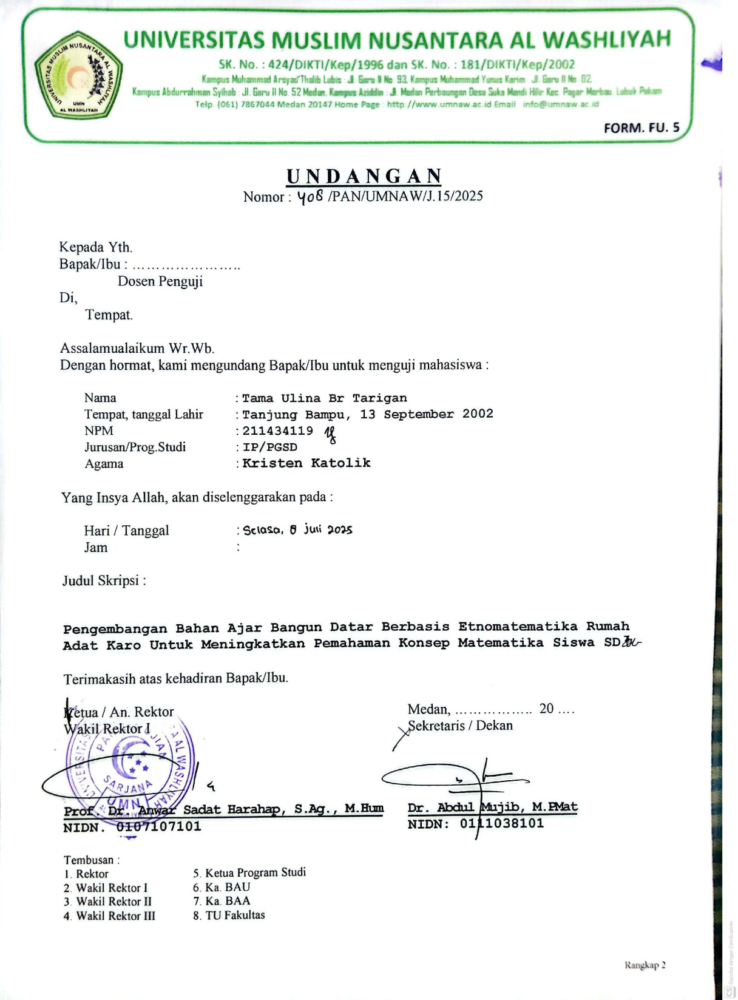 UNIVERSITAS MUSLIM NUSANTARA AL WASHLIYAH
SK. No. : 424/DIKTI/Kep/1996 dan SK. No. : 181/DIKTI/Kep/2002
Kampus Muhammad Arsyad Thalib Lubis : Jl. Garu II No. 93, Kampus Muhammad Yunus Karim : Jl. Garu II No. 02,
Kampus Abdurrahman Syihab : Jl. Garu II No. 52 Medan, Kampus Aziddin : Jl. Medan Perbaungan Desa Suka Mandi Hilir Kec. Pagar Merbau, Lubuk Pakam
Telp. (061) 7867044 Medan 20147 Home Page : http://www.umnaw.ac.id Email : info@umnaw.ac.id
UNIVERSITAS MUSLIM NUSANTARA AL WASHLIYAH
UMN
AL WASHLIYAH
FORM. FU. 5
UNDANGAN
Nomor : 408 /PAN/UMNAW/J.15/2025
Kepada Yth.
Bapak/Ibu : …………………..
Dosen Penguji
Di,
Tempat.
Assalamualaikum Wr.Wb.
Dengan hormat, kami mengundang Bapak/Ibu untuk menguji mahasiswa :
Nama : Tama Ulina Br Tarigan
Tempat, tanggal Lahir : Tanjung Bampu, 13 September 2002
NPM : 211434119
Jurusan/Prog.Studi : IP/PGSD
Agama : Kristen Katolik
Yang Insya Allah, akan diselenggarakan pada :
Hari / Tanggal : Selasa, 8 juli 2025
Jam :
Judul Skripsi :
Pengembangan Bahan Ajar Bangun Datar Berbasis Etnomatematika Rumah
Adat Karo Untuk Meningkatkan Pemahaman Konsep Matematika Siswa SD
Terimakasih atas kehadiran Bapak/Ibu.
Ketua / An. Rektor
Wakil Rektor I
Medan, …………….. 20 ….
Sekretaris / Dekan
SARJANA
UMN
Prof. Dr. Anwar Sadat Harahap, S.Ag., M.Hum
NIDN. 0107107101
Dr. Abdul Mujib, M.PMat
NIDN: 0111038101
Tembusan :
1. Rektor
2. Wakil Rektor I
3. Wakil Rektor II
4. Wakil Rektor III
5. Ketua Program Studi
6. Ka. BAU
7. Ka. BAA
8. TU Fakultas
Rangkap 2
CS Dipindai dengan CamScanner